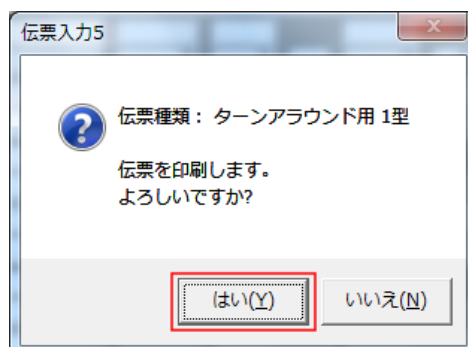 伝票入力5
伝票種類： ターンアラウンド用 1型
伝票を印刷します。
よろしいですか?
はい(Y)
いいえ(N)